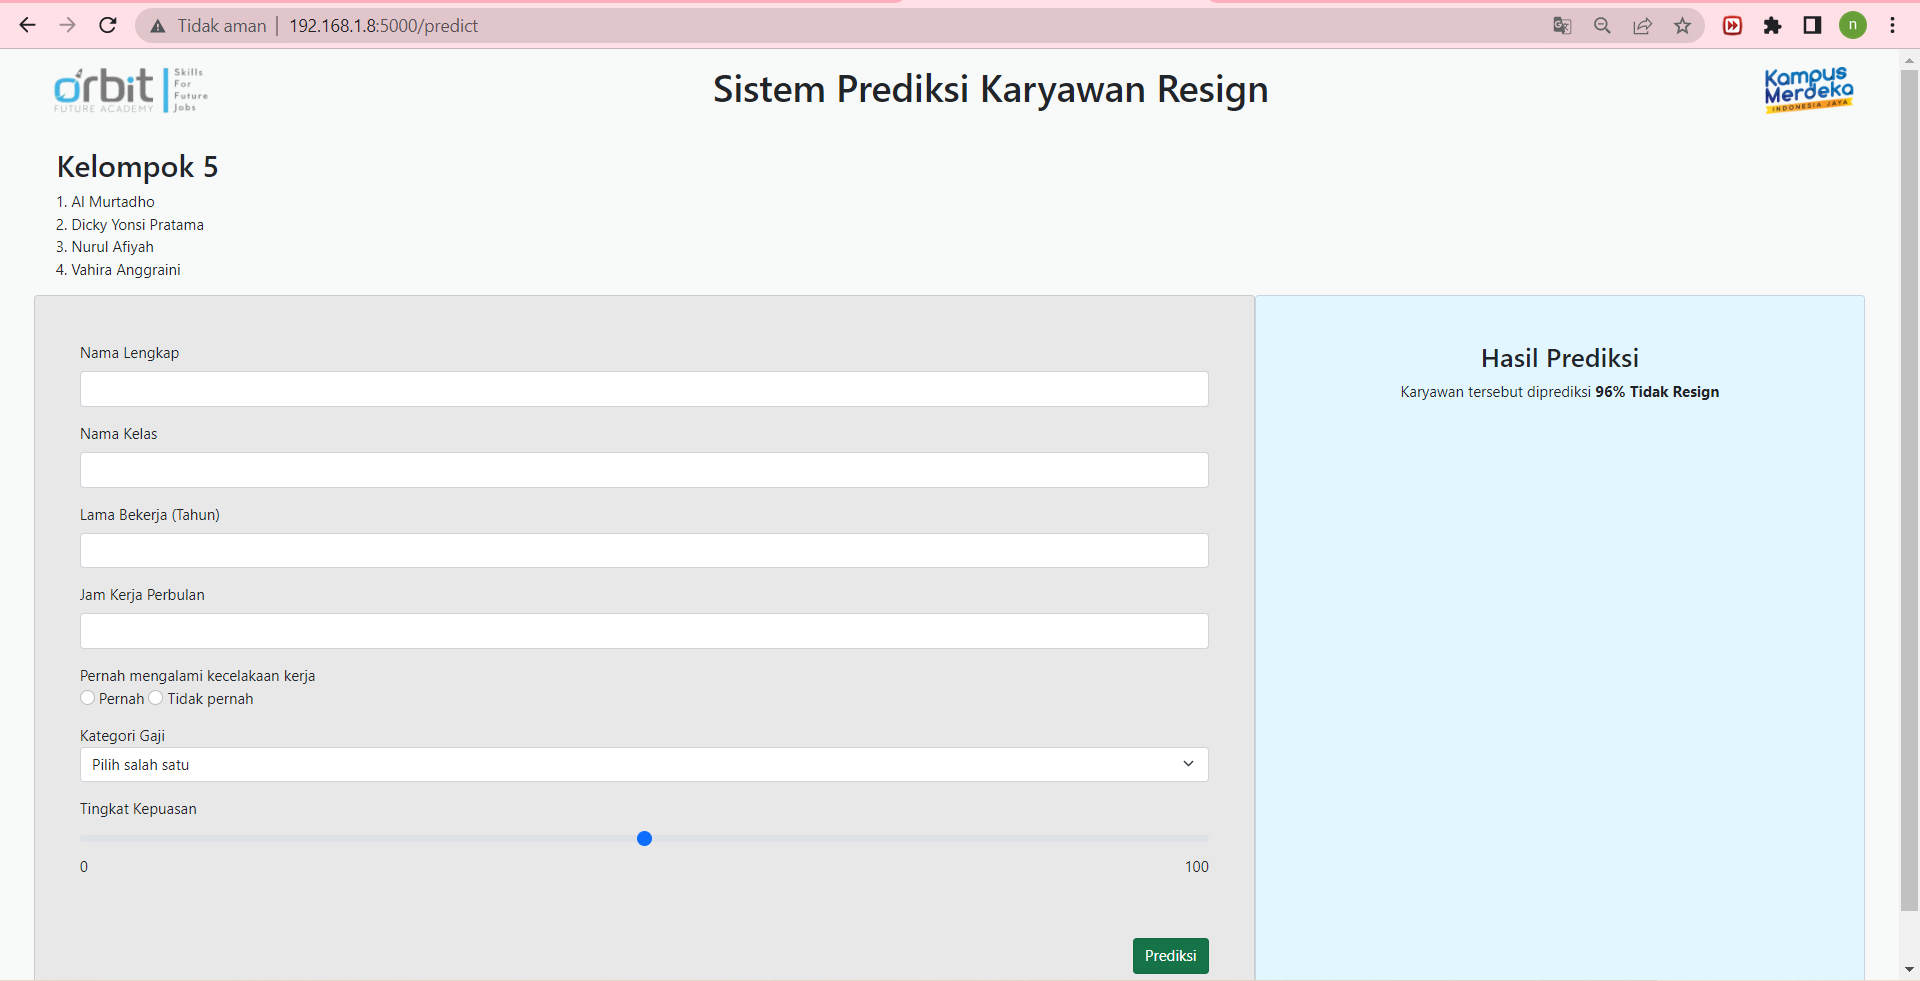 Tidak aman | 192.168.1.8:5000/predict
n
orbit
FUTURE ACADEMY
Skills
For
Future
Jobs
Sistem Prediksi Karyawan Resign
Kampus
Merdeka
INDONESIA JAYA
Kelompok 5
1. Al Murtadho
2. Dicky Yonsi Pratama
3. Nurul Afiyah
4. Vahira Anggraini
Nama Lengkap
Nama Kelas
Lama Bekerja (Tahun)
Jam Kerja Perbulan
Pernah mengalami kecelakaan kerja
Pernah Tidak pernah
Kategori Gaji
Pilih salah satu
Tingkat Kepuasan
0 100
Prediksi
Hasil Prediksi
Karyawan tersebut diprediksi 96% Tidak Resign